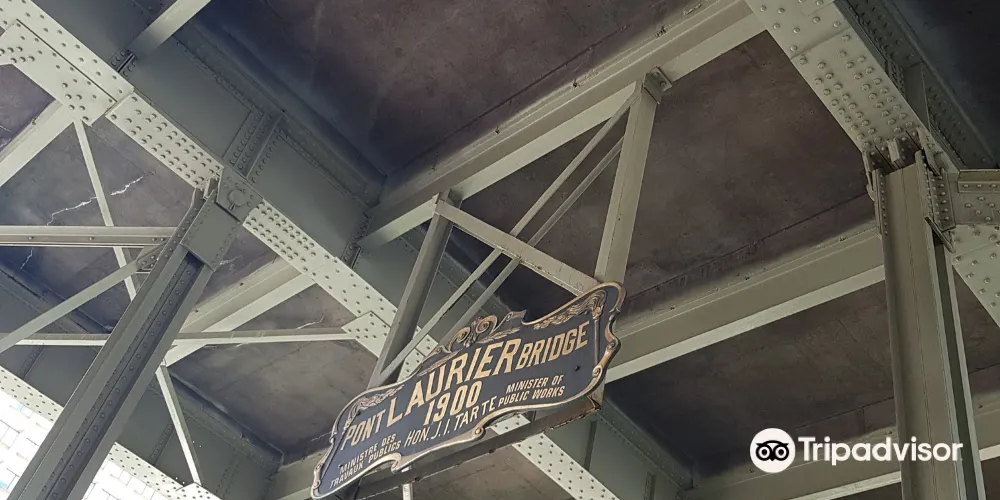 PONT LAURIER BRIDGE
1900
MINISTRE DES
TRAVAUX PUBLICS
HON. J. I. TARTE
MINISTER OF
PUBLIC WORKS
Tripadvisor